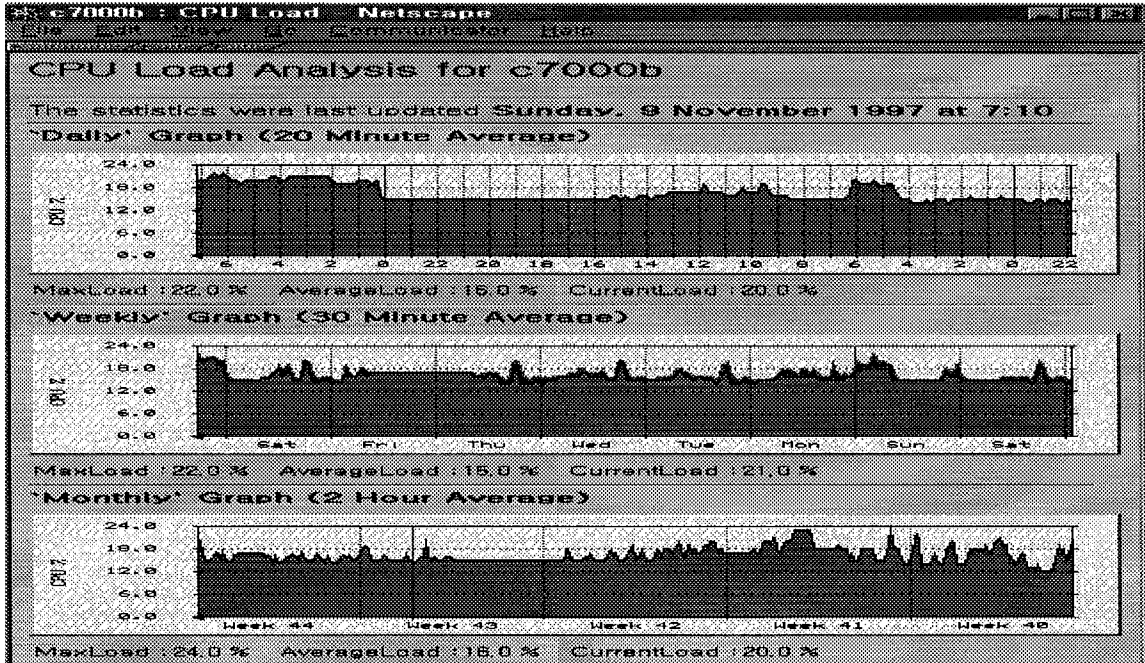 c7000b : CPU Load - Netscape
File Edit View Go Communicator Help
CPU Load Analysis for c7000b
The statistics were last updated Sunday, 9 November 1997 at 7:10
`Daily' Graph (20 Minute Average)
24.0
18.0
12.0
6.0
0.0
CPU %
6 4 2 0 22 20 18 16 14 12 10 8 6 4 2 0 22
MaxLoad :22.0 % AverageLoad :15.0 % CurrentLoad :20.0 %
`Weekly' Graph (30 Minute Average)
24.0
18.0
12.0
6.0
0.0
CPU %
Sat Fri Thu Wed Tue Mon Sun Sat
MaxLoad :22.0 % AverageLoad :15.0 % CurrentLoad :21.0 %
`Monthly' Graph (2 Hour Average)
24.0
18.0
12.0
6.0
0.0
CPU %
Week 44 Week 43 Week 42 Week 41 Week 40
MaxLoad :24.0 % AverageLoad :16.0 % CurrentLoad :20.0 %